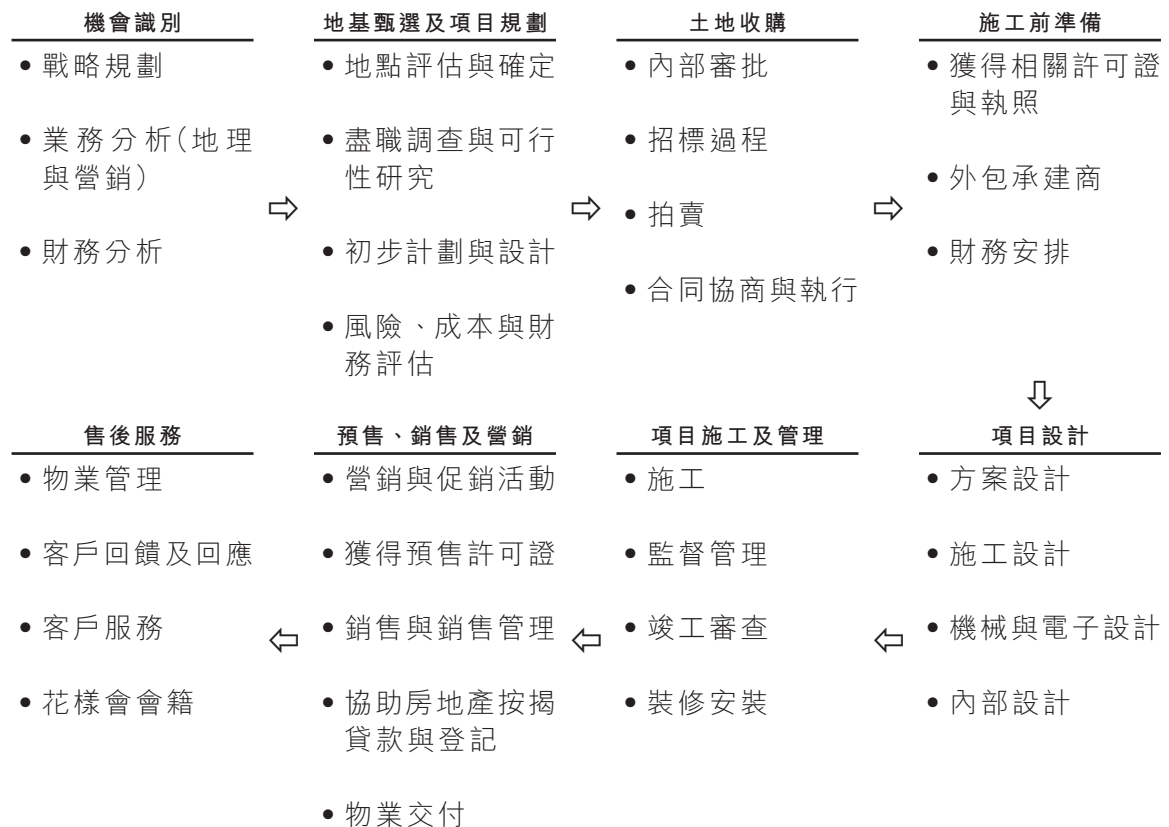 機會識別
• 戰略規劃
• 業務分析(地理
與營銷)
• 財務分析
地基甄選及項目規劃
• 地點評估與確定
• 盡職調查與可行
性研究
• 初步計劃與設計
• 風險、成本與財
務評估
土地收購
• 內部審批
• 招標過程
• 拍賣
• 合同協商與執行
施工前準備
• 獲得相關許可證
與執照
• 外包承建商
• 財務安排
項目設計
• 方案設計
• 施工設計
• 機械與電子設計
• 內部設計
項目施工及管理
• 施工
• 監督管理
• 竣工審查
• 裝修安裝
預售、銷售及營銷
• 營銷與促銷活動
• 獲得預售許可證
• 銷售與銷售管理
• 協助房地產按揭
貸款與登記
• 物業交付
售後服務
• 物業管理
• 客戶回饋及回應
• 客戶服務
• 花樣會會籍